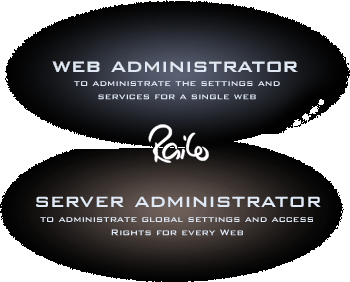 WEB ADMINISTRATOR
TO ADMINISTRATE THE SETTINGS AND
SERVICES FOR A SINGLE WEB
Railo
SERVER ADMINISTRATOR
TO ADMINISTRATE GLOBAL SETTINGS AND ACCESS
RIGHTS FOR EVERY WEB